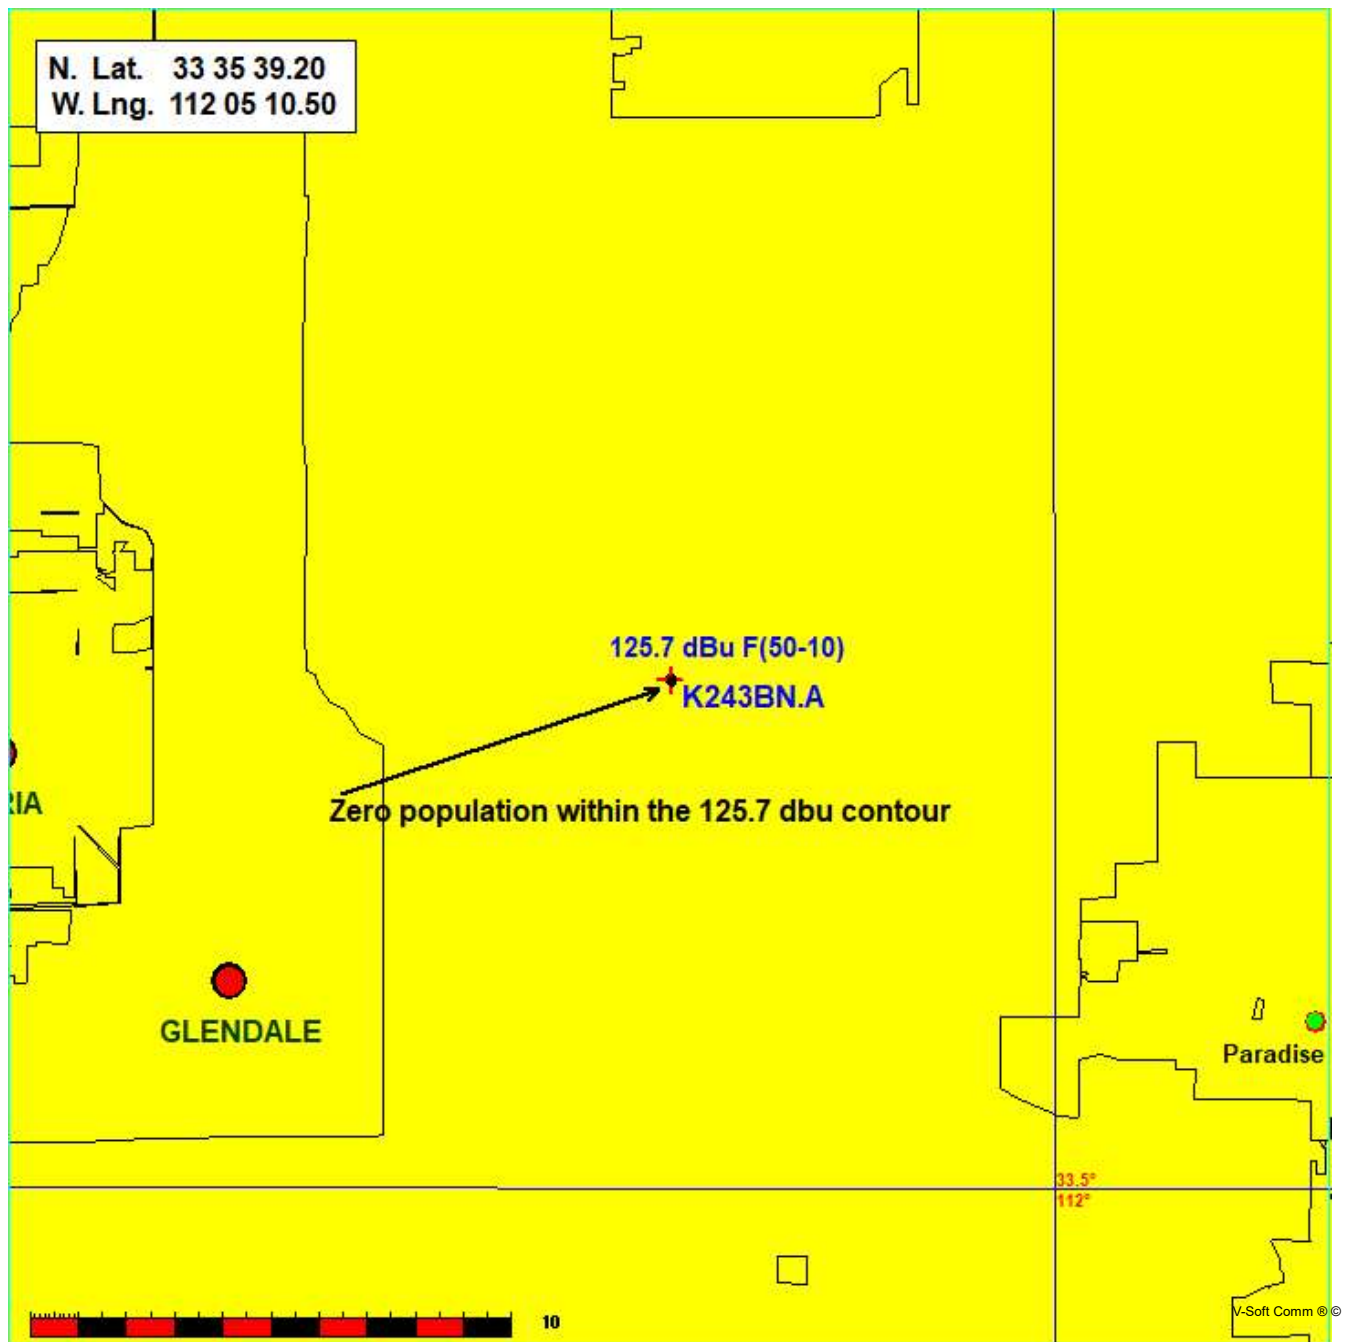 N. Lat. 33 35 39.20
W. Lng. 112 05 10.50
125.7 dBu F(50-10)
K243BN.A
RIA
Zero population within the 125.7 dbu contour
GLENDALE
Paradise
33.5°
112°
10
V-Soft Comm ® ©